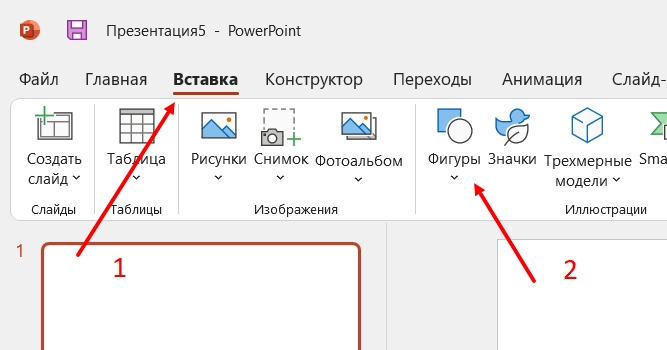 Презентация5 - PowerPoint
Файл Главная Вставка Конструктор Переходы Анимация Слайд-
Создать слайд Таблица Рисунки Снимок Фотоальбом Фигуры Значки Трехмерные модели Sma
Слайды Таблицы Изображения Иллюстрации
1
1
2